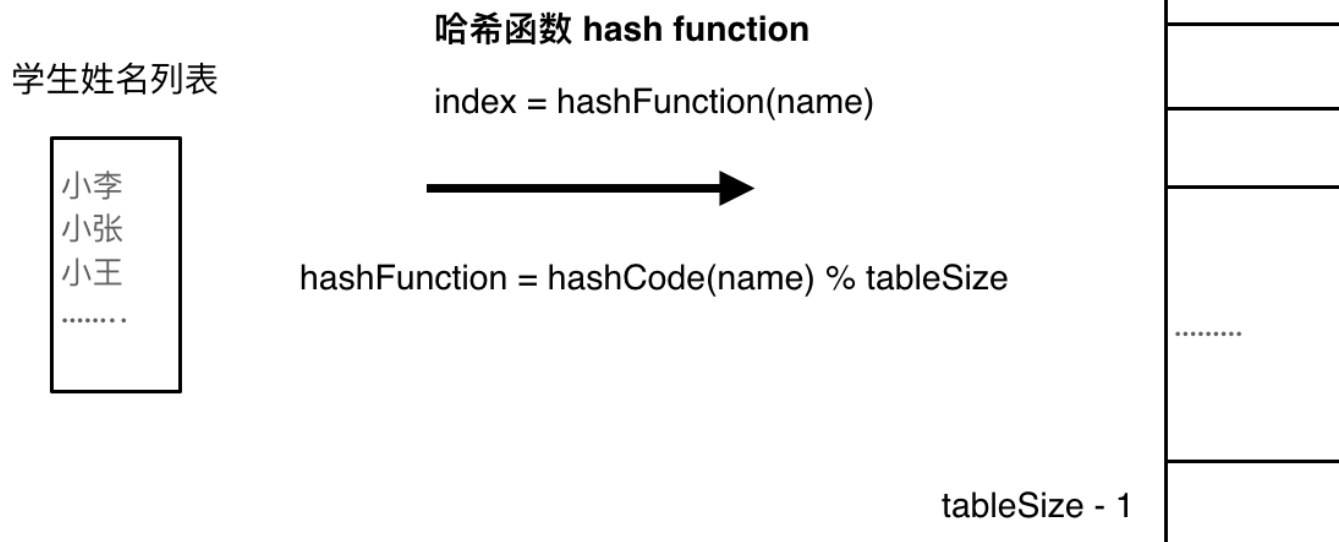 哈希函数 hash function
学生姓名列表
index = hashFunction(name)
小李
小张
小王
........
hashFunction = hashCode(name) % tableSize
.........
tableSize - 1